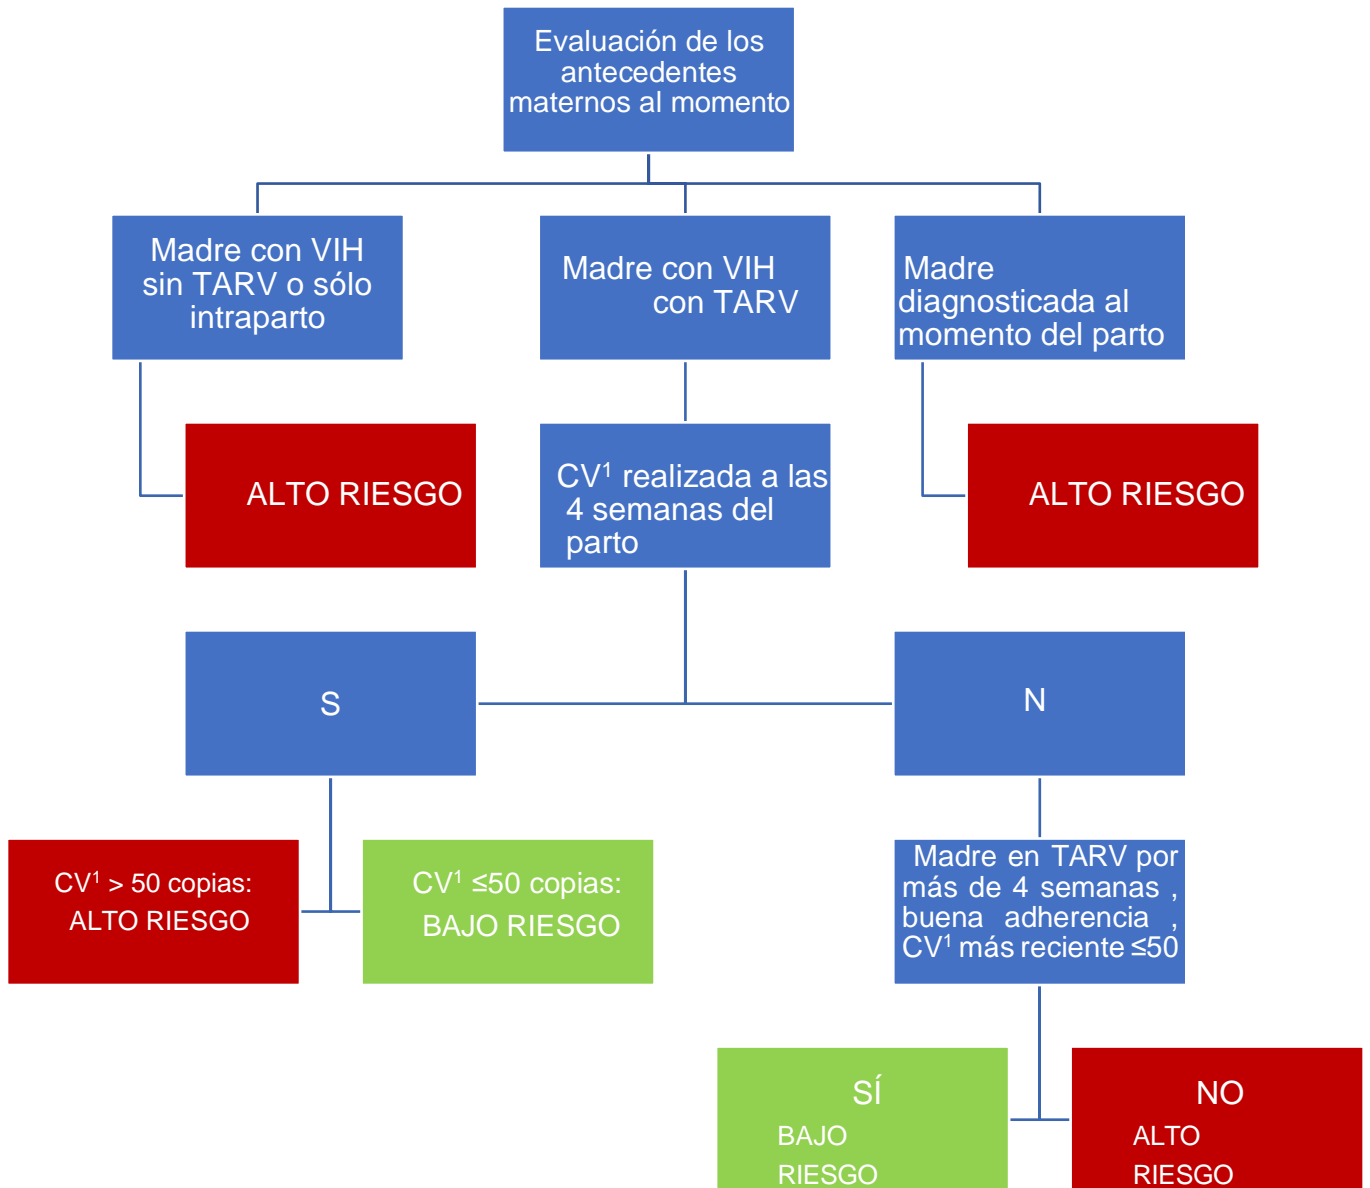 Evaluación de los
antecedentes
maternos al momento
Madre con VIH
sin TARV o sólo
intraparto
Madre con VIH
con TARV
Madre
diagnosticada al
momento del parto
ALTO RIESGO
CV¹ realizada a las
4 semanas del
parto
ALTO RIESGO
S
N
CV¹ > 50 copias:
ALTO RIESGO
CV¹ ≤50 copias:
BAJO RIESGO
Madre en TARV por
más de 4 semanas ,
buena adherencia ,
CV¹ más reciente ≤50
SÍ
BAJO
RIESGO
NO
ALTO
RIESGO